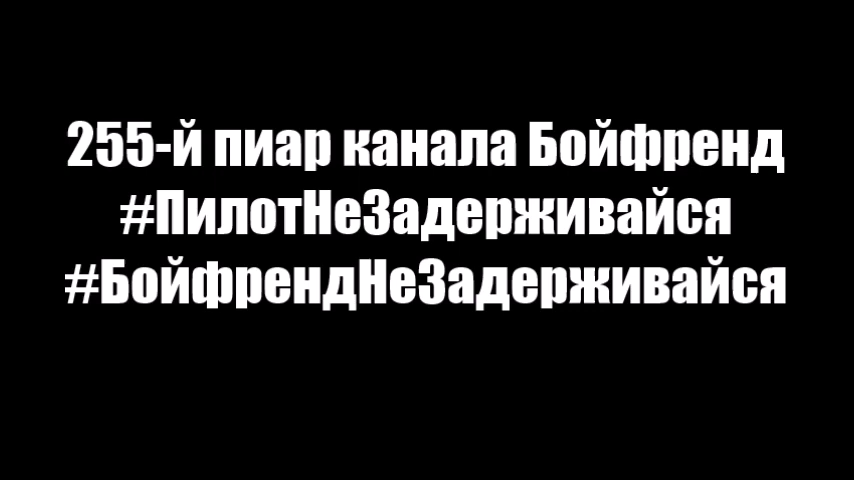 255-й пиар канала Бойфренд
#ПилотНеЗадерживайся
#БойфрендНеЗадерживайся